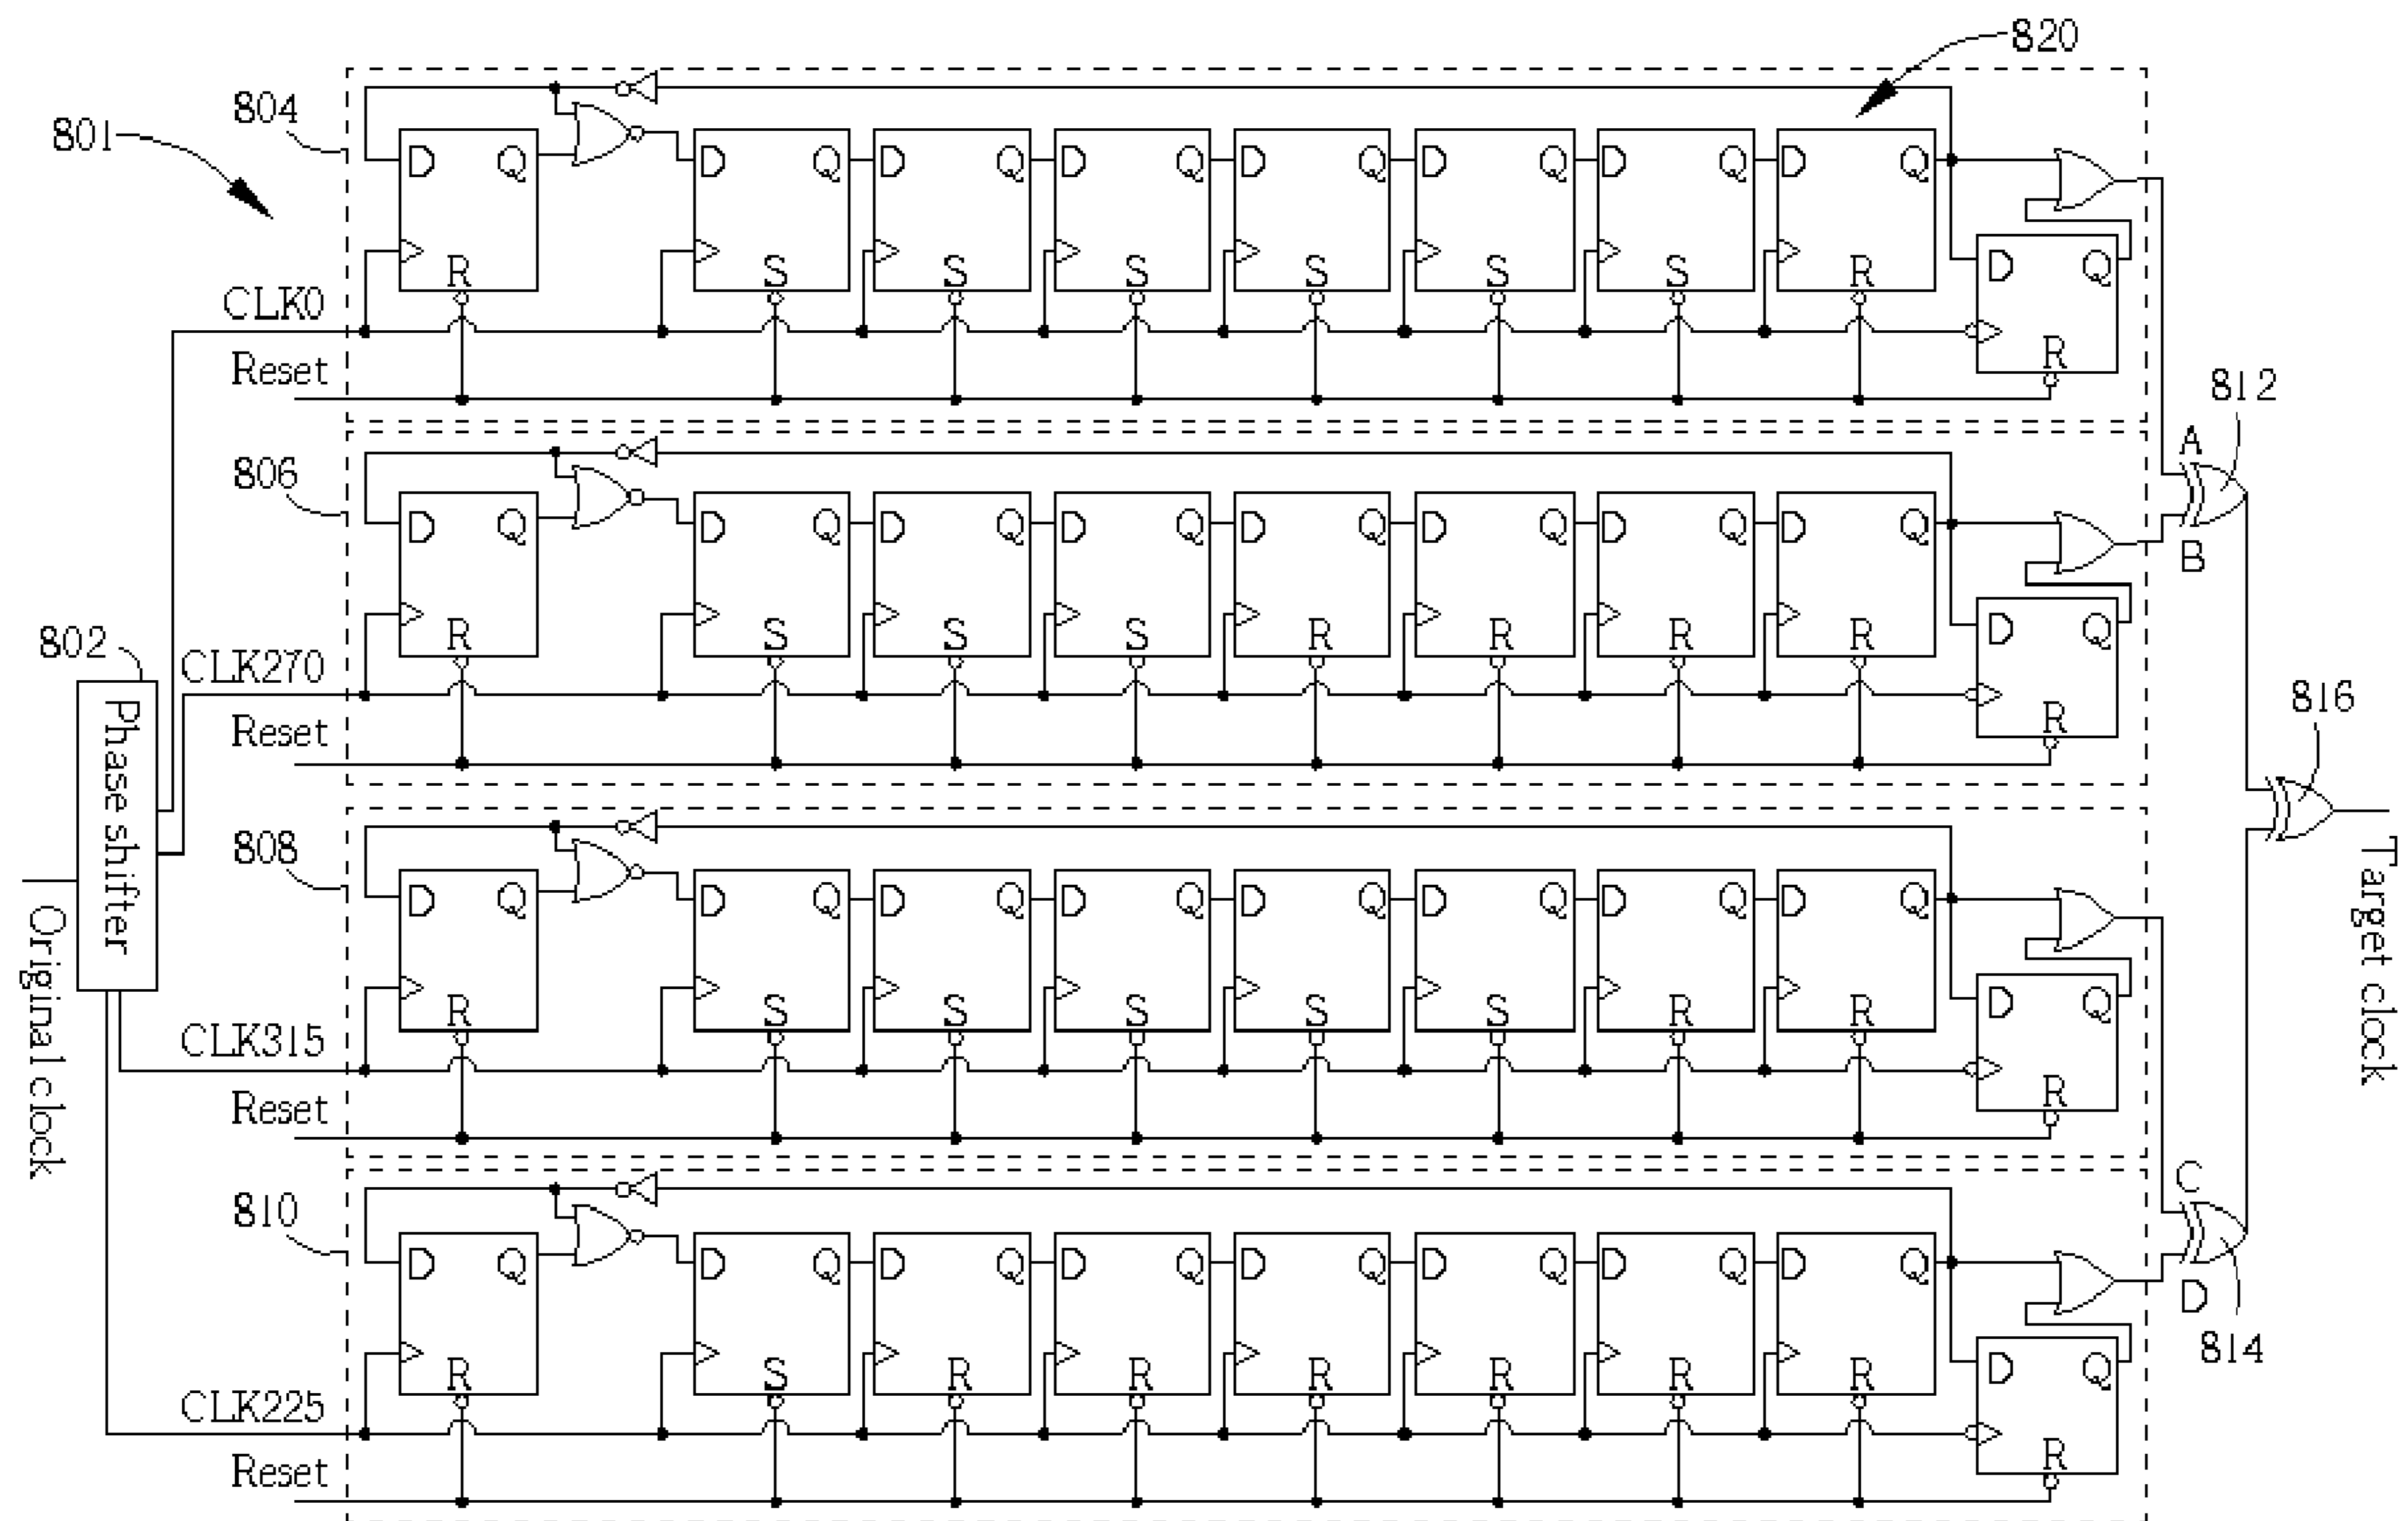 820
804
801
D Q D Q D Q D Q D Q D Q D Q D Q
R S S S S S S R
D Q
R
CLK0
Reset
812
A
B
806
D Q D Q D Q D Q D Q D Q D Q D Q
R S S S R R R R
D Q
R
802
CLK270
Reset
816
Phase shifter
Original clock
Target clock
808
D Q D Q D Q D Q D Q D Q D Q D Q
R S S S S S R R
D Q
R
CLK315
Reset
C
D
814
810
D Q D Q D Q D Q D Q D Q D Q D Q
R S R R R R R R
D Q
R
CLK225
Reset